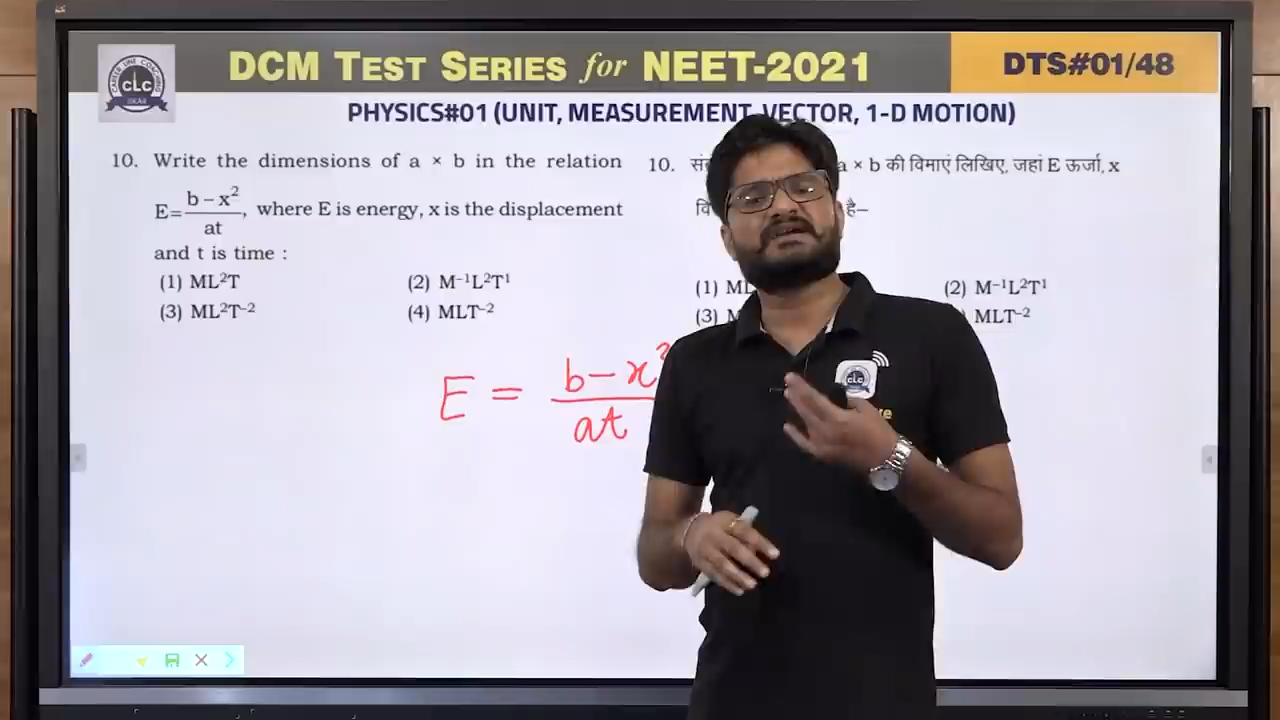 DCM TEST SERIES for NEET-2021
DTS#01/48
CLC
PHYSICS#01 (UNIT, MEASUREMENT, VECTOR, 1-D MOTION)
10. Write the dimensions of a × b in the relation
E=b – x²/at, where E is energy, x is the displacement
and t is time :
(1) ML²T (2) M⁻¹L²T¹
(3) ML²T⁻² (4) MLT⁻²
10. a × b की विमाएं लिखिए, जहां E ऊर्जा, x
है–
(1) (2) M⁻¹L²T¹
(3) MLT⁻²
E = b – x²/at
CLC